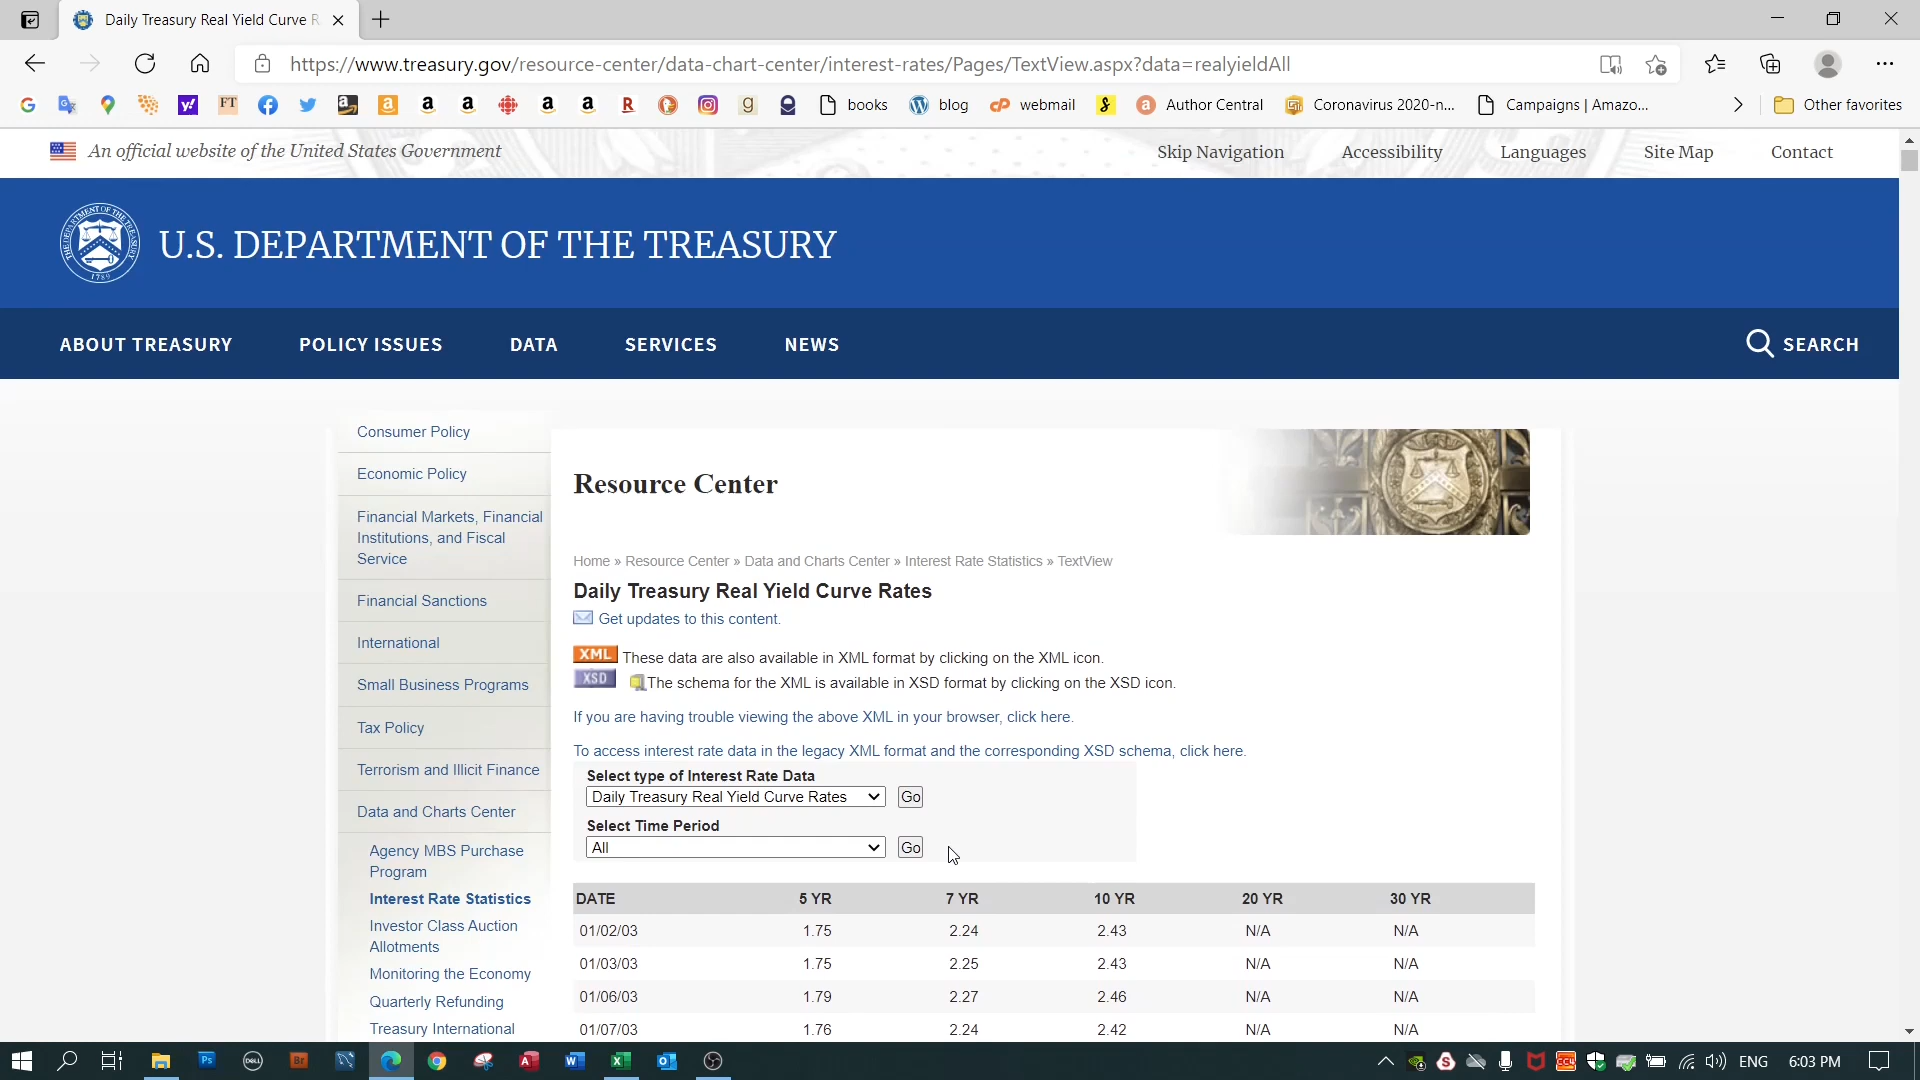 Daily Treasury Real Yield Curve R
https://www.treasury.gov/resource-center/data-chart-center/interest-rates/Pages/TextView.aspx?data=realyieldAll
FT
books
blog
webmail
Author Central
Coronavirus 2020-n...
Campaigns | Amazo...
Other favorites
An official website of the United States Government
Skip Navigation
Accessibility
Languages
Site Map
Contact
U.S. DEPARTMENT OF THE TREASURY
ABOUT TREASURY
POLICY ISSUES
DATA
SERVICES
NEWS
SEARCH
Consumer Policy
Economic Policy
Financial Markets, Financial
Institutions, and Fiscal
Service
Financial Sanctions
International
Small Business Programs
Tax Policy
Terrorism and Illicit Finance
Data and Charts Center
Agency MBS Purchase
Program
Interest Rate Statistics
Investor Class Auction
Allotments
Monitoring the Economy
Quarterly Refunding
Treasury International
Resource Center
Home » Resource Center » Data and Charts Center » Interest Rate Statistics » TextView
Daily Treasury Real Yield Curve Rates
Get updates to this content.
XML These data are also available in XML format by clicking on the XML icon.
XSD The schema for the XML is available in XSD format by clicking on the XSD icon.
If you are having trouble viewing the above XML in your browser, click here.
To access interest rate data in the legacy XML format and the corresponding XSD schema, click here.
Select type of Interest Rate Data
Daily Treasury Real Yield Curve Rates Go
Select Time Period
All Go
DATE 5 YR 7 YR 10 YR 20 YR 30 YR
01/02/03 1.75 2.24 2.43 N/A N/A
01/03/03 1.75 2.25 2.43 N/A N/A
01/06/03 1.79 2.27 2.46 N/A N/A
01/07/03 1.76 2.24 2.42 N/A N/A
ENG
6:03 PM